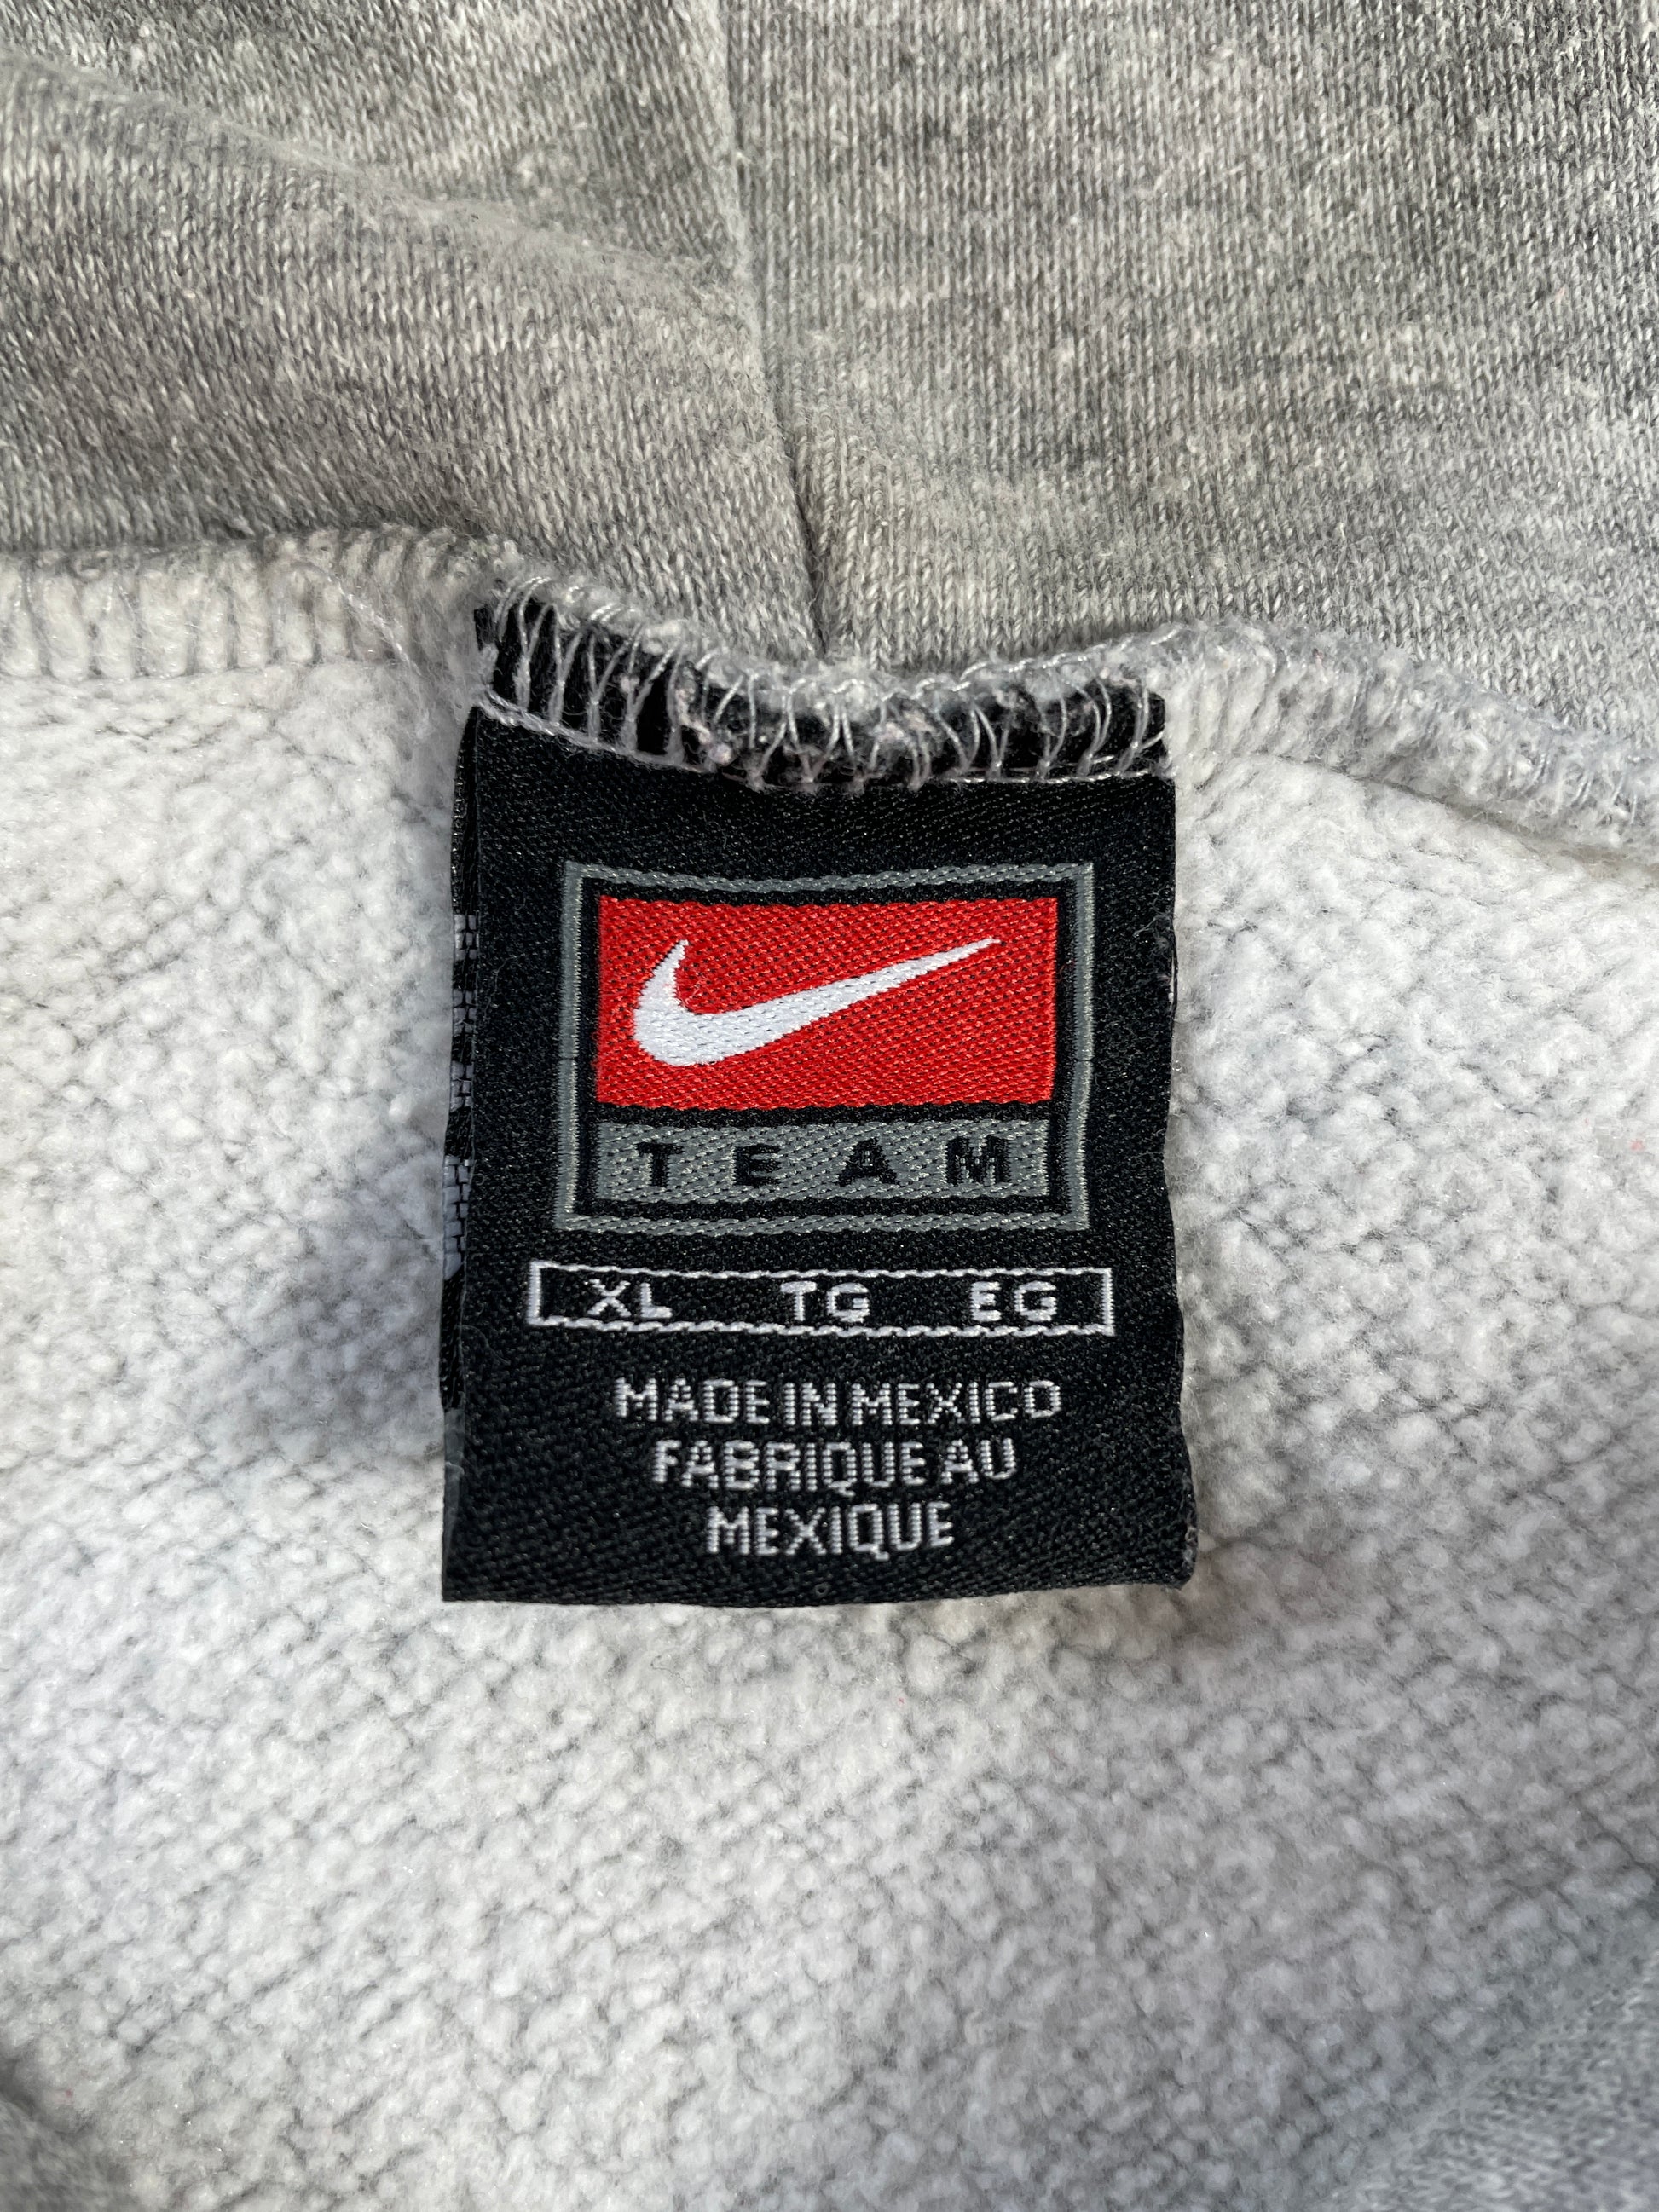 TEAM
XL TG EG
MADE IN MEXICO
FABRIQUE AU
MEXIQUE